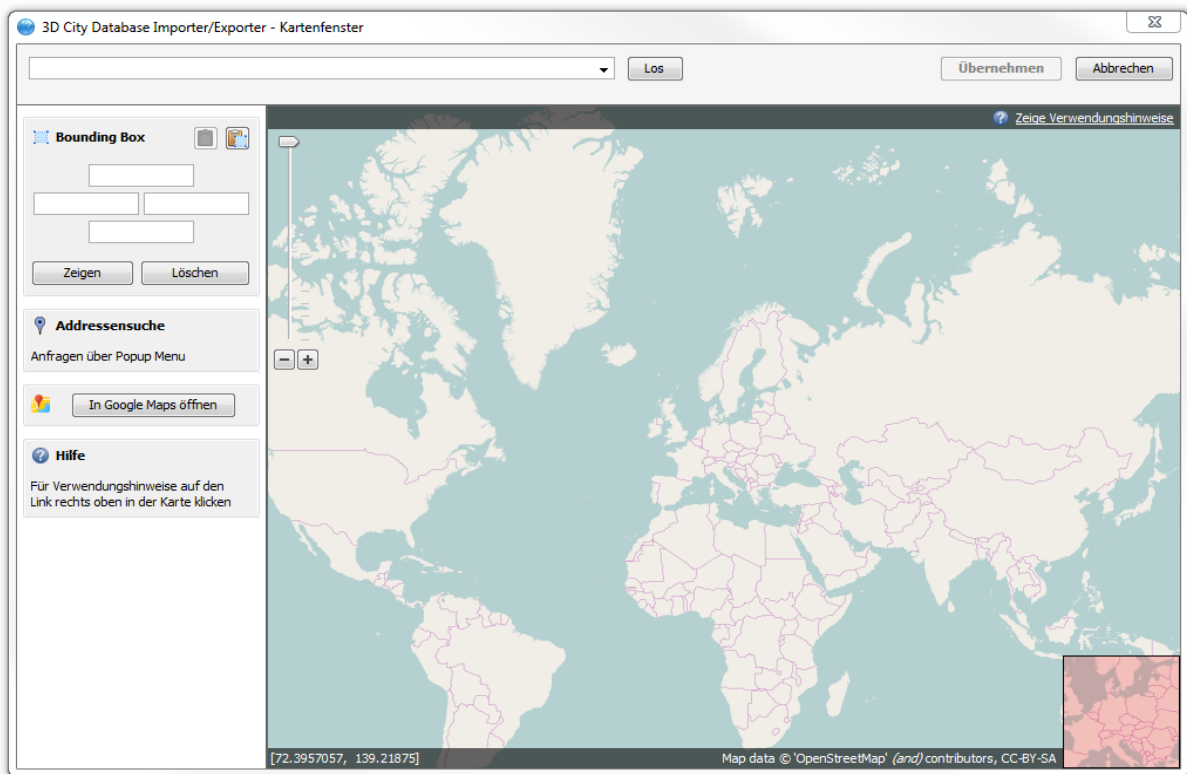 3D City Database Importer/Exporter - Kartenfenster
Los
Übernehmen
Abbrechen
Bounding Box
Zeige Verwendungshinweise
Zeigen
Löschen
Addressensuche
Anfragen über Popup Menu
In Google Maps öffnen
Hilfe
Für Verwendungshinweise auf den
Link rechts oben in der Karte klicken
[72.3957057, 139.21875]
Map data © 'OpenStreetMap' (and) contributors, CC-BY-SA